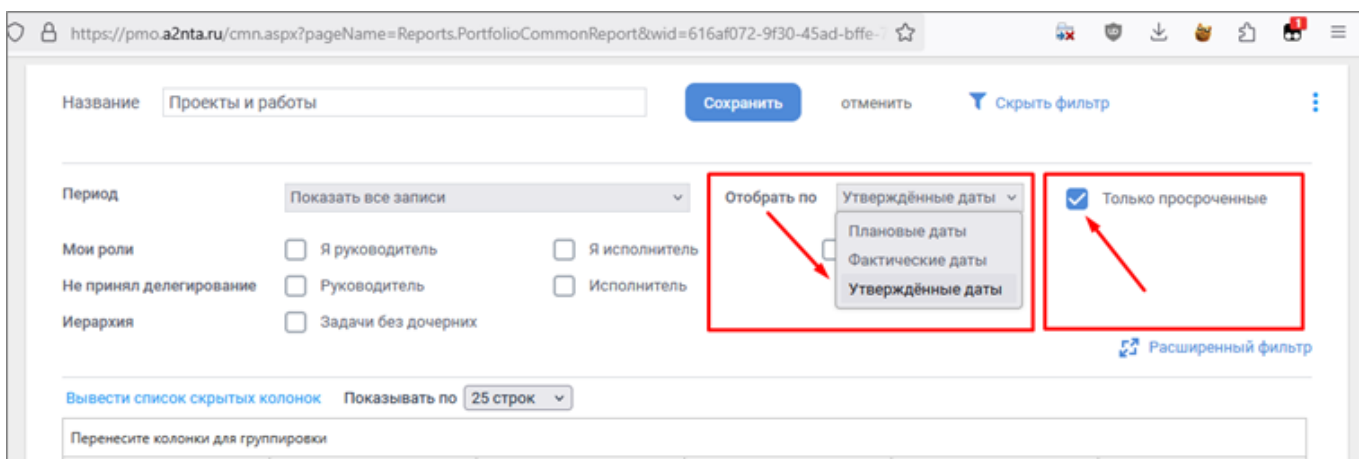 https://pmo.a2nta.ru/cmn.aspx?pageName=Reports.PortfolioCommonReport&wid=616af072-9f30-45ad-bffe-7
1
Название Проекты и работы Сохранить отменить Скрыть фильтр
Период Показать все записи Отобрать по Утверждённые даты Только просроченные
Плановые даты
Мои роли Я руководитель Я исполнитель
Фактические даты
Не принял делегирование Руководитель Исполнитель Утверждённые даты
Иерархия Задачи без дочерних
Расширенный фильтр
Вывести список скрытых колонок Показывать по 25 строк
Перенесите колонки для группировки